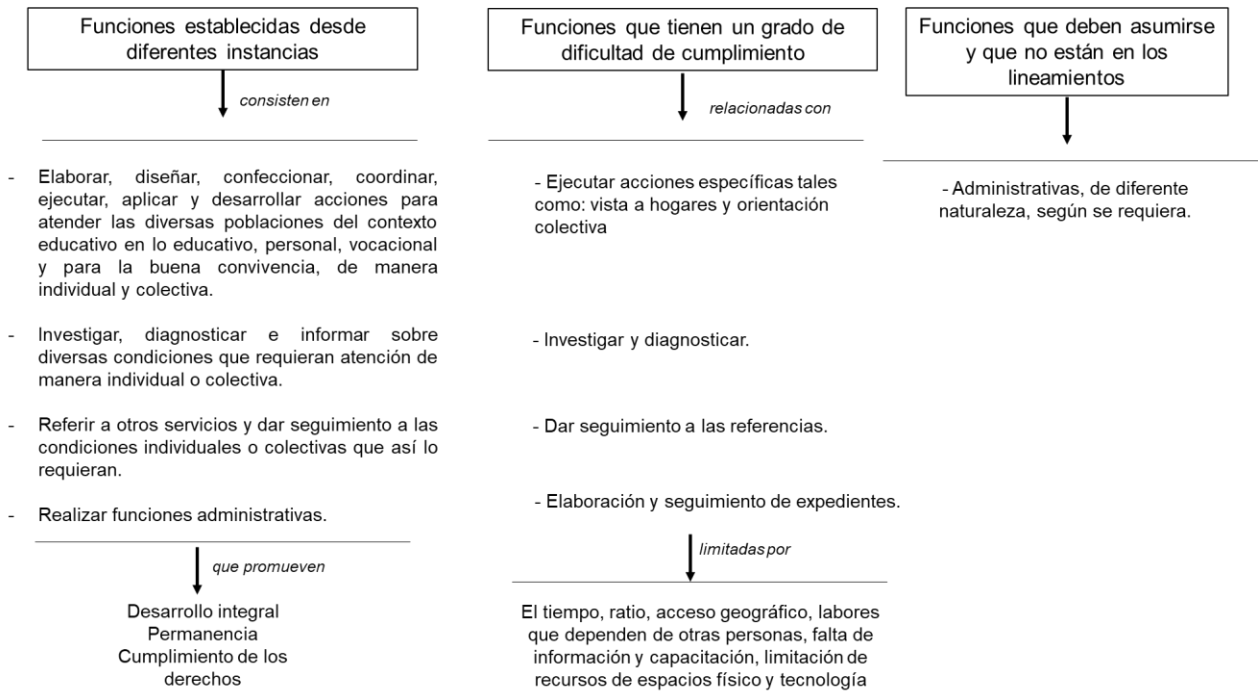 Funciones establecidas desde
diferentes instancias
consisten en
- Elaborar, diseñar, confeccionar, coordinar,
ejecutar, aplicar y desarrollar acciones para
atender las diversas poblaciones del contexto
educativo en lo educativo, personal, vocacional
y para la buena convivencia, de manera
individual y colectiva.
- Investigar, diagnosticar e informar sobre
diversas condiciones que requieran atención de
manera individual o colectiva.
- Referir a otros servicios y dar seguimiento a las
condiciones individuales o colectivas que así lo
requieran.
- Realizar funciones administrativas.
que promueven
Desarrollo integral
Permanencia
Cumplimiento de los
derechos
Funciones que tienen un grado de
dificultad de cumplimiento
relacionadas con
- Ejecutar acciones específicas tales
como: vista a hogares y orientación
colectiva
- Investigar y diagnosticar.
- Dar seguimiento a las referencias.
- Elaboración y seguimiento de expedientes.
limitadas por
El tiempo, ratio, acceso geográfico, labores
que dependen de otras personas, falta de
información y capacitación, limitación de
recursos de espacios físico y tecnología
Funciones que deben asumirse
y que no están en los
lineamientos
- Administrativas, de diferente
naturaleza, según se requiera.